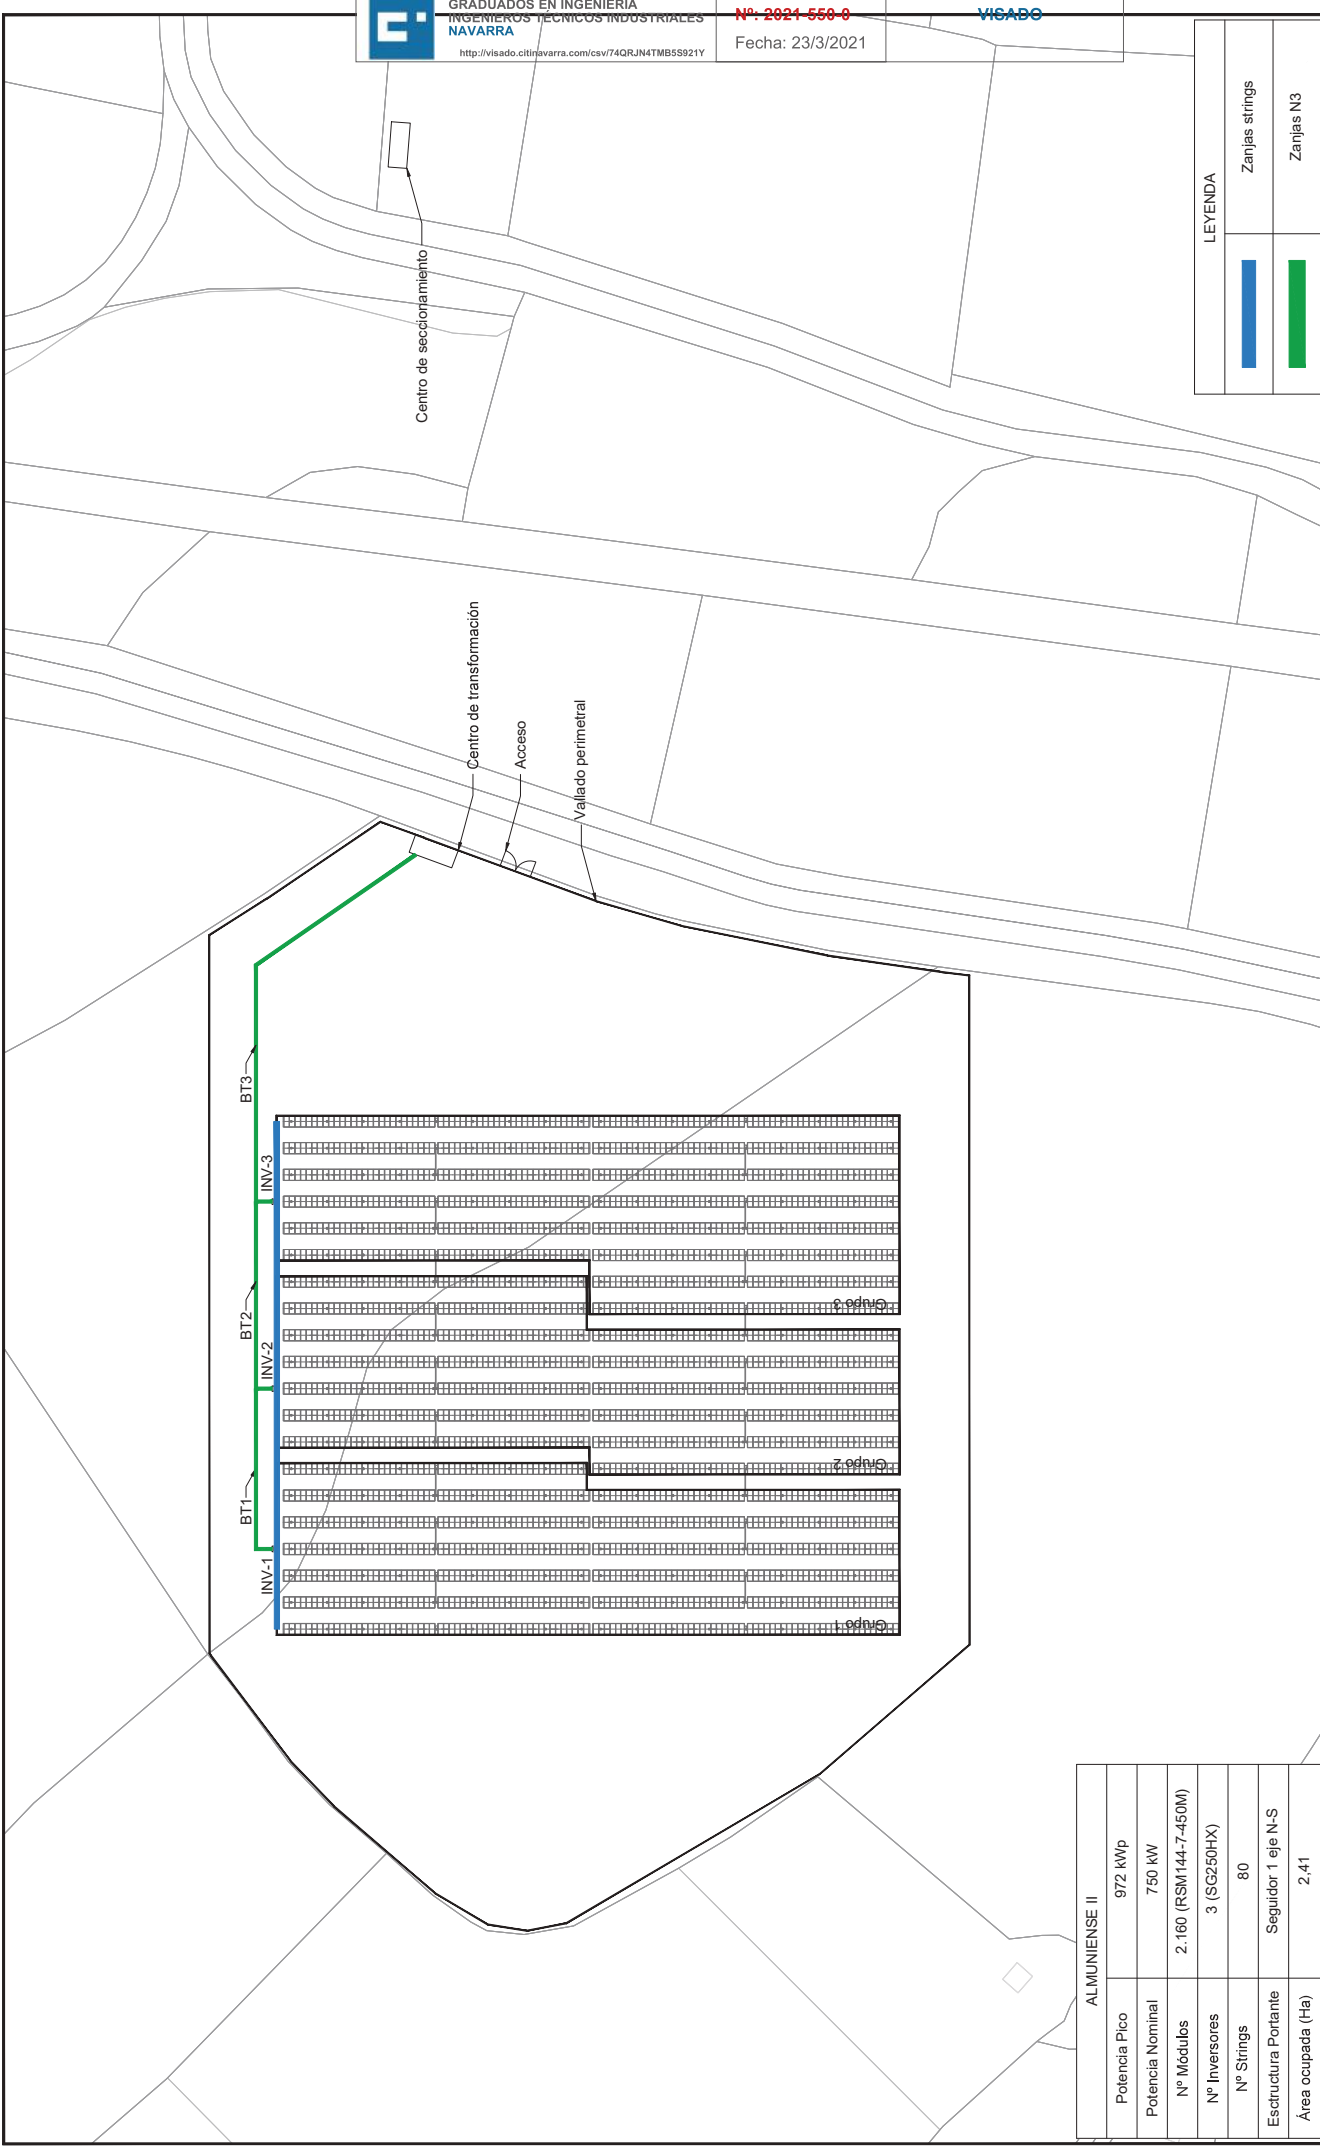 GRADUADOS EN INGENIERIA
INGENIEROS TÉCNICOS INDUSTRIALES
NAVARRA
http://visado.citinavarra.com/csv/74QRJN4TMB5S921Y
Nº: 2021-550-0
Fecha: 23/3/2021
VISADO
Centro de seccionamiento
LEYENDA
Zanjas strings
Zanjas N3
Centro de transformación
Acceso
Vallado perimetral
BT3
INV-3
BT2
INV-2
BT1
INV-1
Grupo 3
Grupo 2
Grupo 1
ALMUNIENSE II
Potencia Pico 972 kWp
Potencia Nominal 750 kW
Nº Módulos 2.160 (RSM144-7-450M)
Nº Inversores 3 (SG250HX)
Nº Strings 80
Esctructura Portante Seguidor 1 eje N-S
Área ocupada (Ha) 2,41